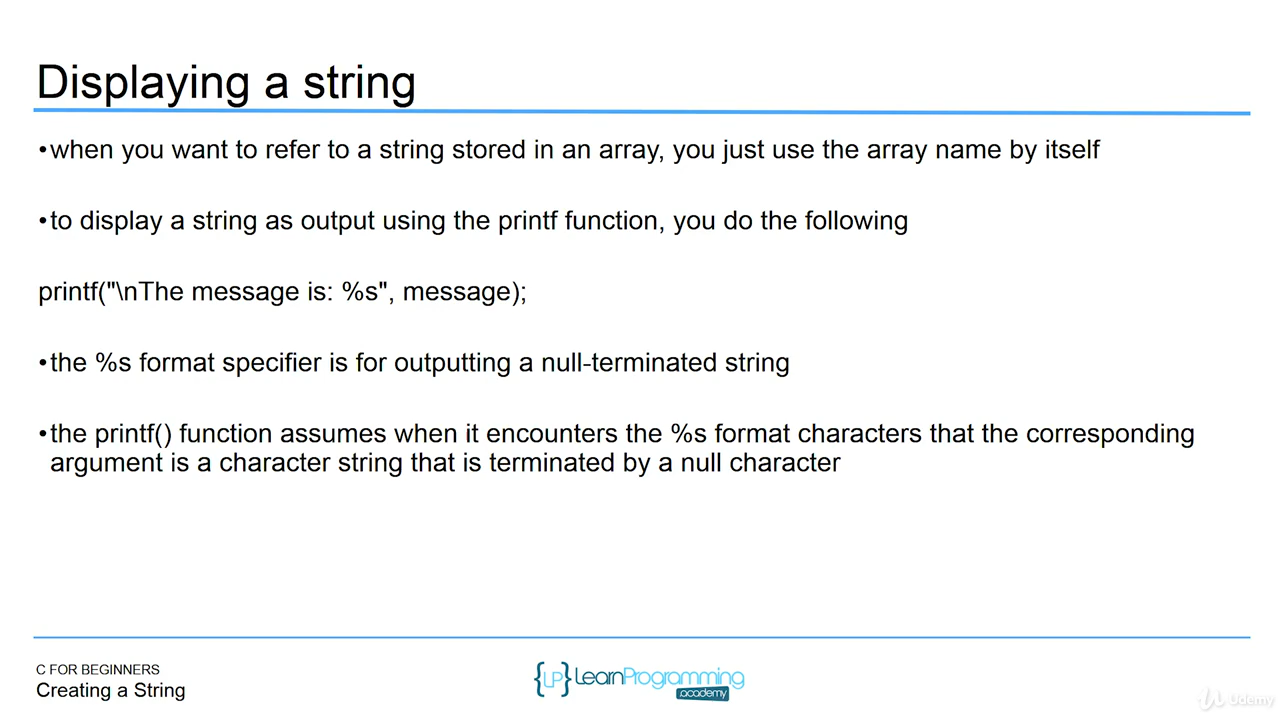 Displaying a string
•when you want to refer to a string stored in an array, you just use the array name by itself
•to display a string as output using the printf function, you do the following
printf("\nThe message is: %s", message);
•the %s format specifier is for outputting a null-terminated string
•the printf() function assumes when it encounters the %s format characters that the corresponding
argument is a character string that is terminated by a null character
C FOR BEGINNERS
Creating a String
{LP} LearnProgramming
.academy
Udemy